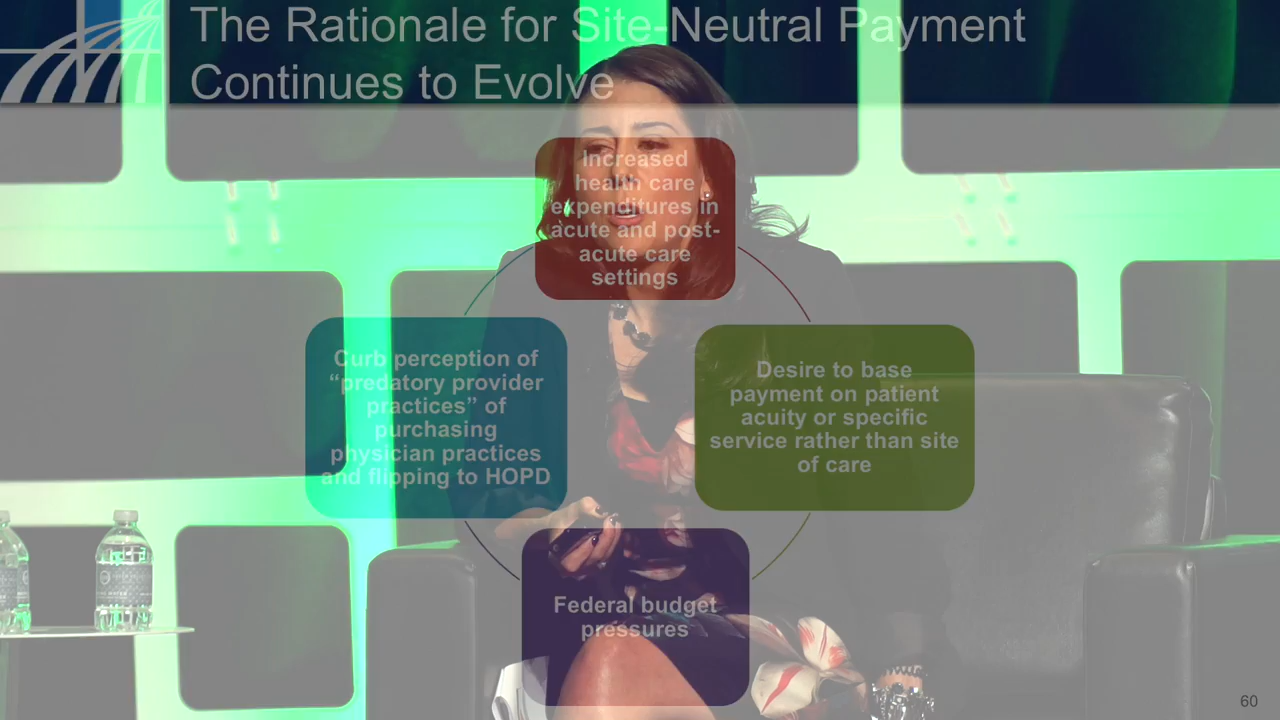 The Rationale for Site-Neutral Payment
Continues to Evolve
Increased
health care
expenditures in
acute and post-
acute care
settings
Curb perception of
“predatory provider
practices” of
purchasing
physician practices
and flipping to HOPD
Desire to base
payment on patient
acuity or specific
service rather than site
of care
Federal budget
pressures
60